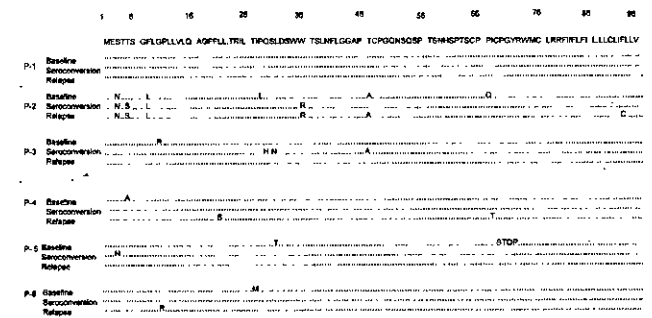 1 6 16 26 36 46 56 66 76 86 96
MESTTS GFLGPLLVLQ AQFFLLTRIL TIPQSLDSWW TSLNFLGGAP TCPGQNSQSP TSNHSPTSCP PICPGYRWMC LRRFIIFLFI LLLCLIFLLV
P-1 Baseline
Seroconversion
Relapse
Baseline N L L A Q
P-2 Seroconversion N S L R
Relapse N S L R A C
Baseline R
P-3 Seroconversion H N A
Relapse
P-4 Baseline A
Seroconversion
Relapse S T
P-5 Baseline T STOP
Seroconversion N
Relapse
P-6 Baseline M
Seroconversion
Relapse R